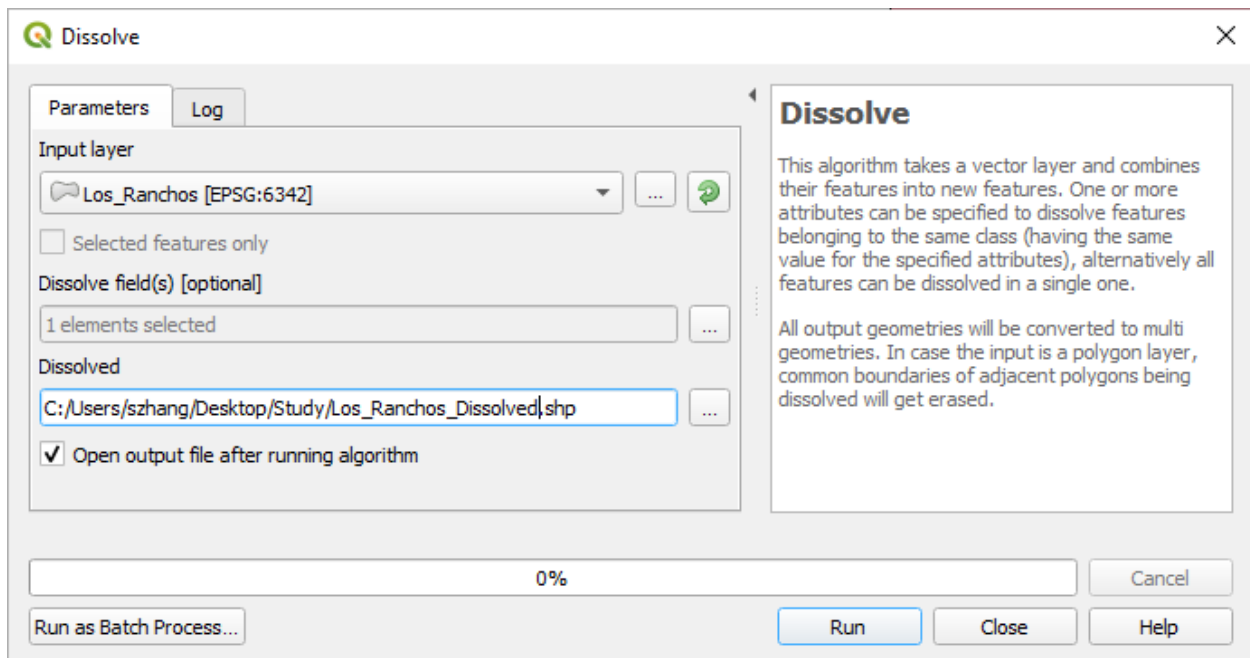 Dissolve
Parameters
Log
Input layer
Los_Ranchos [EPSG:6342]
...
Selected features only
Dissolve field(s) [optional]
1 elements selected
...
Dissolved
C:/Users/szhang/Desktop/Study/Los_Ranchos_Dissolved.shp
...
Open output file after running algorithm
Dissolve
This algorithm takes a vector layer and combines
their features into new features. One or more
attributes can be specified to dissolve features
belonging to the same class (having the same
value for the specified attributes), alternatively all
features can be dissolved in a single one.
All output geometries will be converted to multi
geometries. In case the input is a polygon layer,
common boundaries of adjacent polygons being
dissolved will get erased.
0%
Cancel
Run as Batch Process...
Run
Close
Help